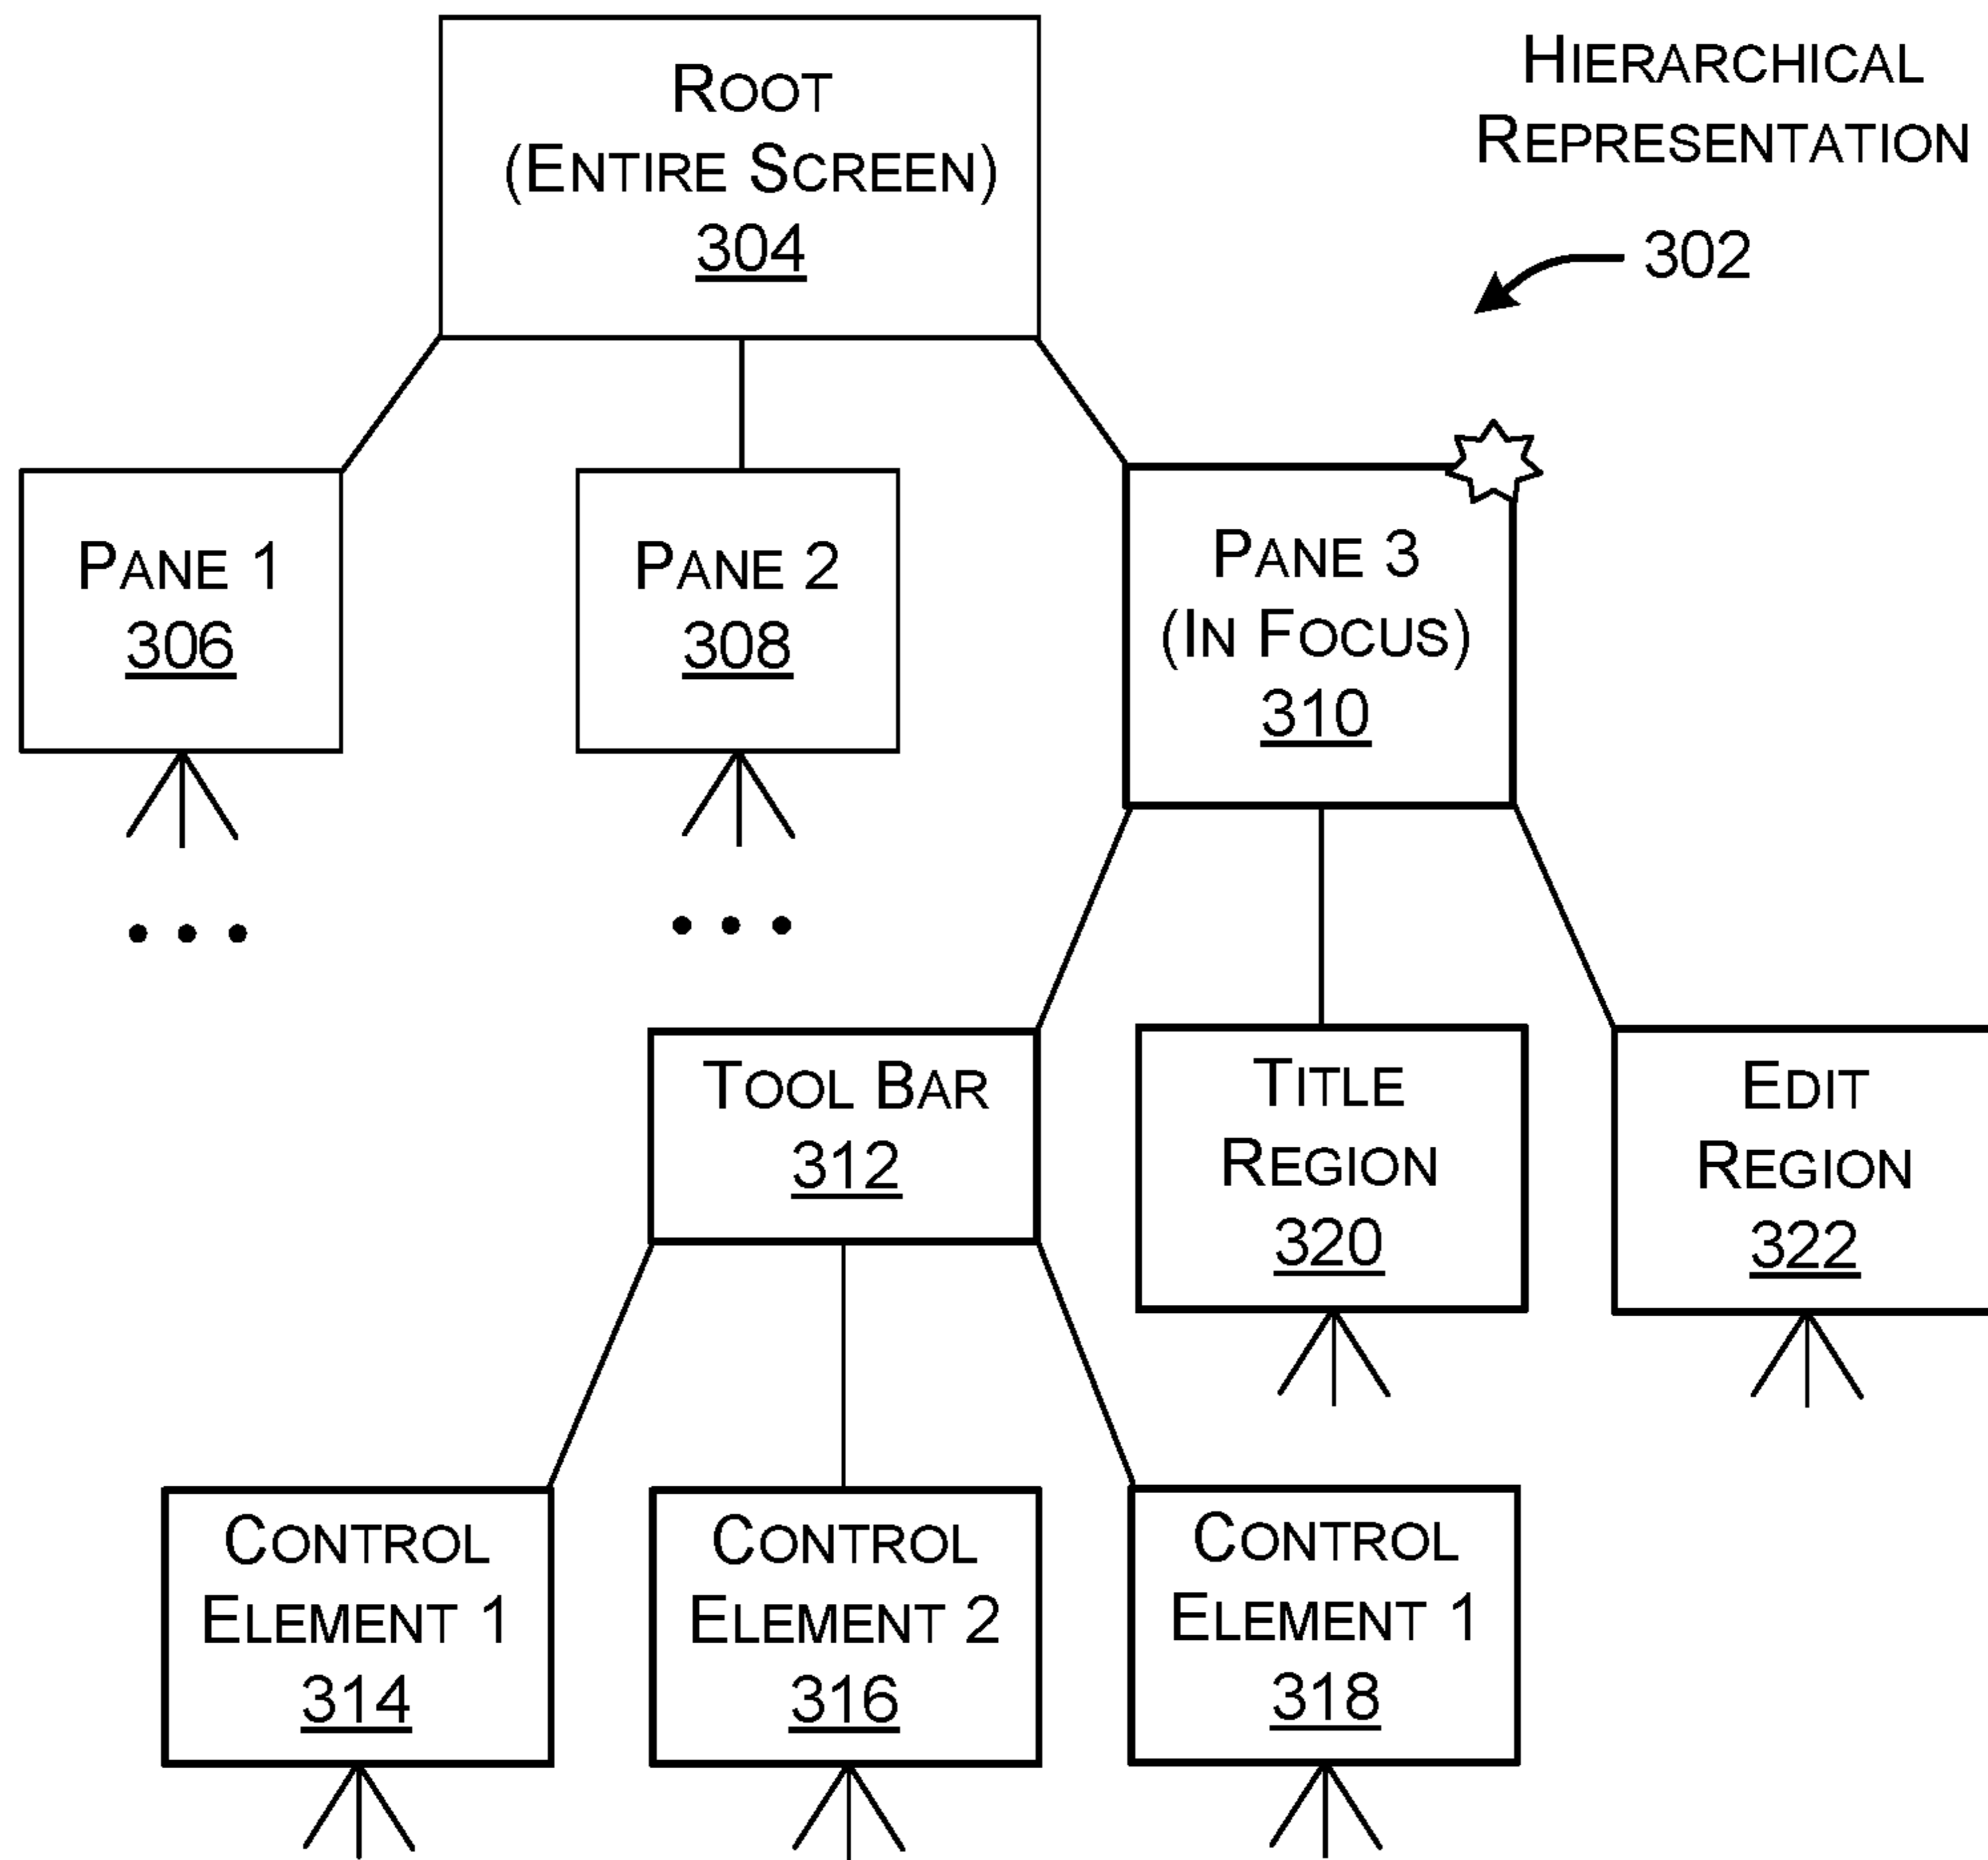 ROOT
(ENTIRE SCREEN)
304
HIERARCHICAL
REPRESENTATION
302
PANE 1
306
PANE 2
308
PANE 3
(IN FOCUS)
310
TOOL BAR
312
TITLE
REGION
320
EDIT
REGION
322
CONTROL
ELEMENT 1
314
CONTROL
ELEMENT 2
316
CONTROL
ELEMENT 1
318